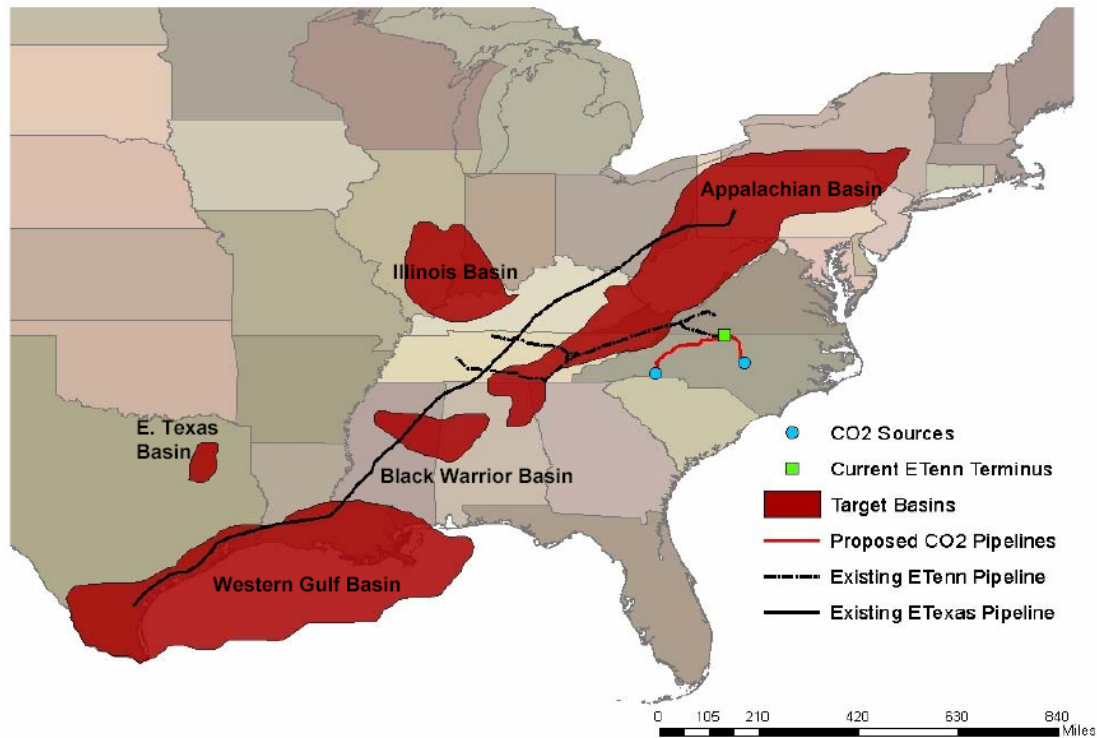 Appalachian Basin
Illinois Basin
E. Texas
Basin
Black Warrior Basin
Western Gulf Basin
CO2 Sources
Current ETenn Terminus
Target Basins
Proposed CO2 Pipelines
Existing ETenn Pipeline
Existing ETexas Pipeline
0 105 210 420 630 840
Miles